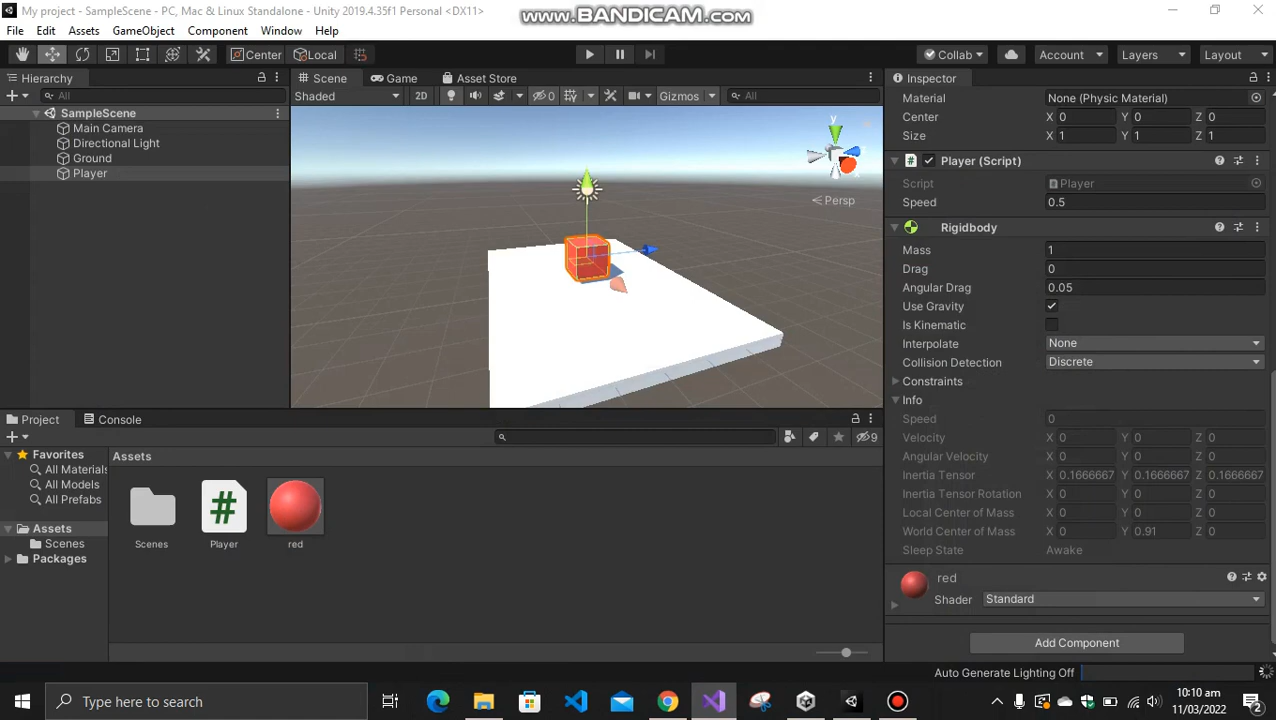 My project - SampleScene - PC, Mac & Linux Standalone - Unity 2019.4.35f1 Personal <DX11>
www.BANDICAM.com
File Edit Assets GameObject Component Window Help
Center Local Collab Account Layers Layout
Hierarchy
All
SampleScene
Main Camera
Directional Light
Ground
Player
Scene Game Asset Store
Shaded 2D 0 Gizmos All
y
Persp
Inspector
Material None (Physic Material)
Center X 0 Y 0 Z 0
Size X 1 Y 1 Z 1
# Player (Script)
Script Player
Speed 0.5
Rigidbody
Mass 1
Drag 0
Angular Drag 0.05
Use Gravity
Is Kinematic
Interpolate None
Collision Detection Discrete
Constraints
Info
Speed 0
Velocity X 0 Y 0 Z 0
Angular Velocity X 0 Y 0 Z 0
Inertia Tensor X 0.1666667 Y 0.1666667 Z 0.1666667
Inertia Tensor Rotation X 0 Y 0 Z 0
Local Center of Mass X 0 Y 0 Z 0
World Center of Mass X 0 Y 0.91 Z 0
Sleep State Awake
red
Shader Standard
Add Component
Auto Generate Lighting Off
Project Console
9
Favorites
All Materials
All Models
All Prefabs
Assets
Scenes
Packages
Assets
Scenes
#
Player
red
Type here to search
10:10 am
11/03/2022
2